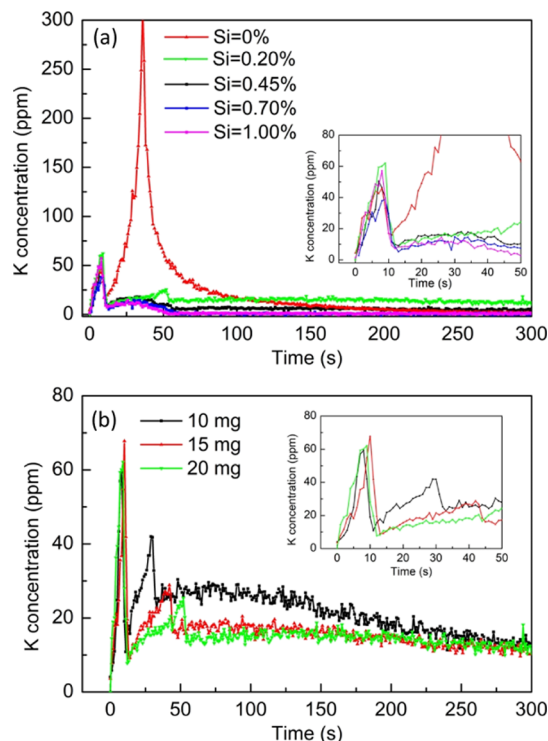 (a)
Si=0%
Si=0.20%
Si=0.45%
Si=0.70%
Si=1.00%
K concentration (ppm)
300
250
200
150
100
50
0
0 50 100 150 200 250 300
Time (s)
K concentration (ppm)
80
60
40
20
0
0 10 20 30 40 50
Time (s)
(b)
10 mg
15 mg
20 mg
K concentration (ppm)
80
60
40
20
0
0 50 100 150 200 250 300
Time (s)
K concentration (ppm)
80
60
40
20
0
0 10 20 30 40 50
Time (s)